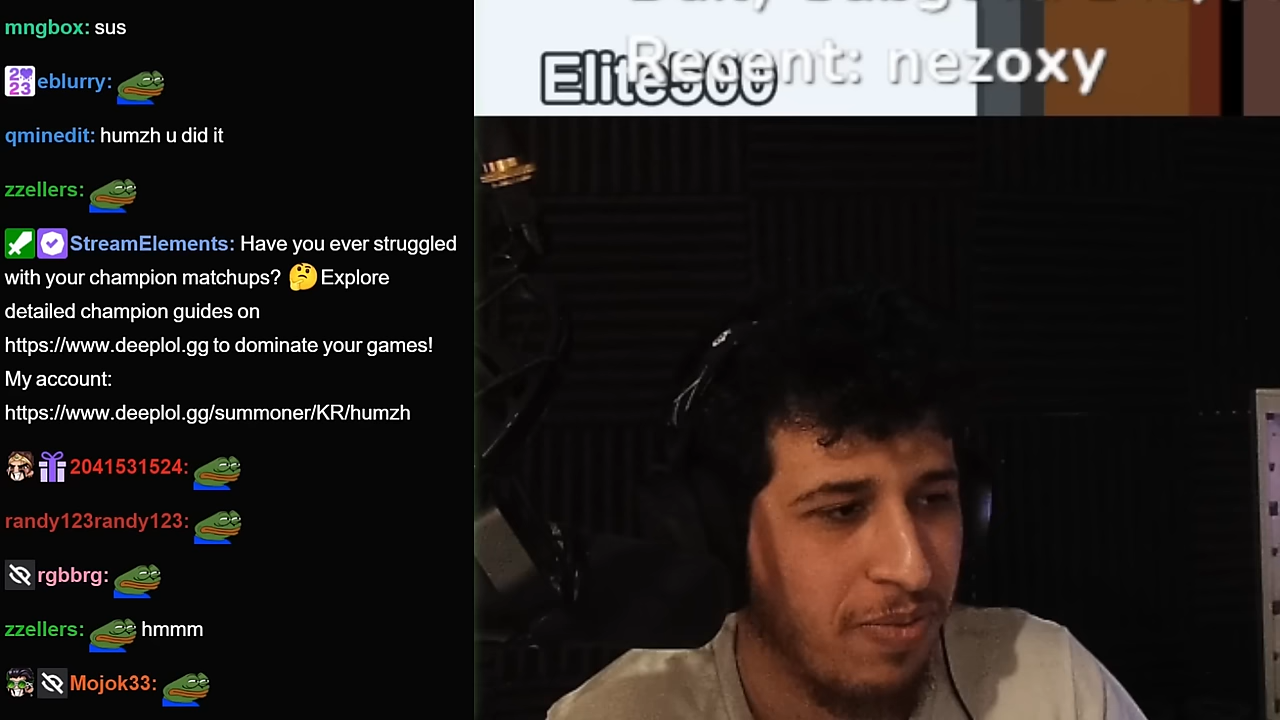 mngbox: sus
eblurry:
qminedit: humzh u did it
zzellers:
StreamElements: Have you ever struggled
with your champion matchups? 🤔 Explore
detailed champion guides on
https://www.deeplol.gg to dominate your games!
My account:
https://www.deeplol.gg/summoner/KR/humzh
2041531524:
randy123randy123:
rgbbrg:
zzellers: hmmm
Mojok33:
Recent: nezoxy
Elite500